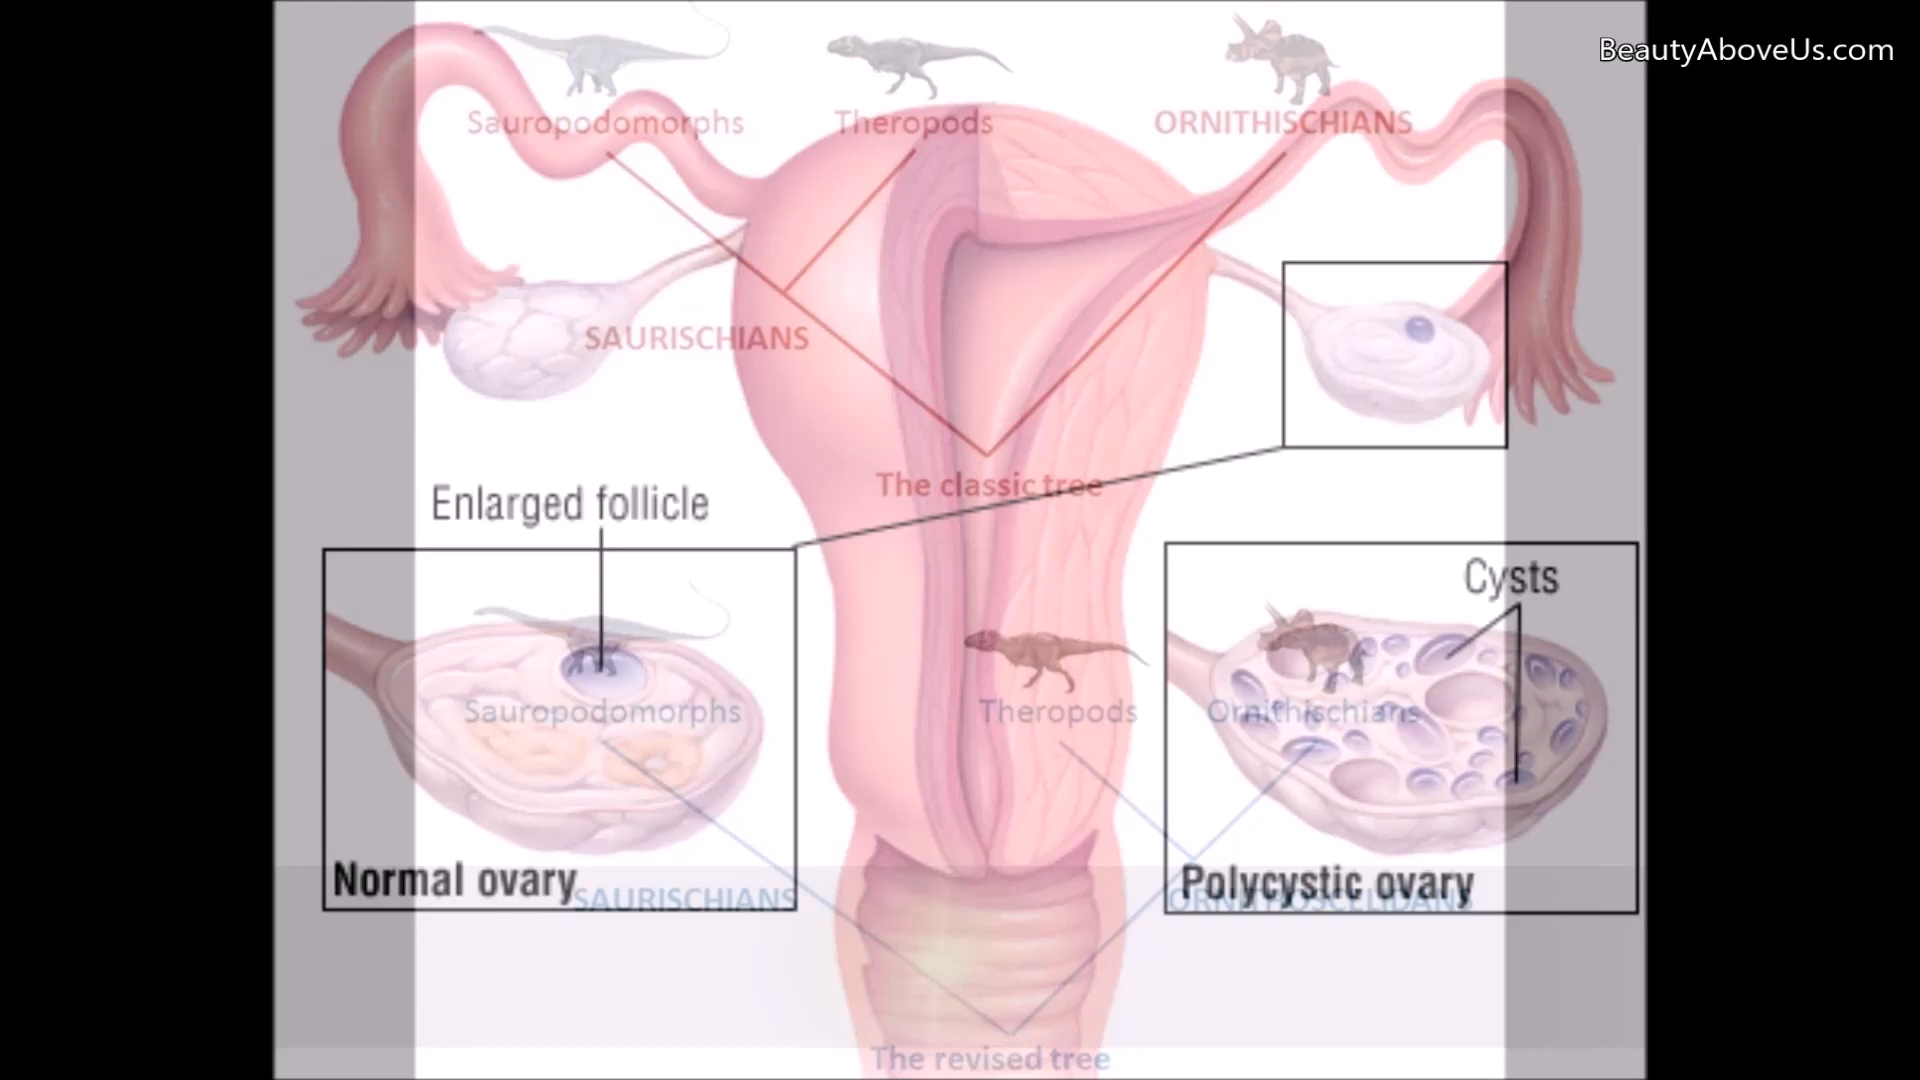 BeautyAboveUs.com
Sauropodomorphs
Theropods
ORNITHISCHIANS
SAURISCHIANS
The classic tree
Enlarged follicle
Cysts
Sauropodomorphs
Theropods
Ornithischians
Normal ovary
SAURISCHIANS
Polycystic ovary
ORNITHOSCELIDANS
The revised tree